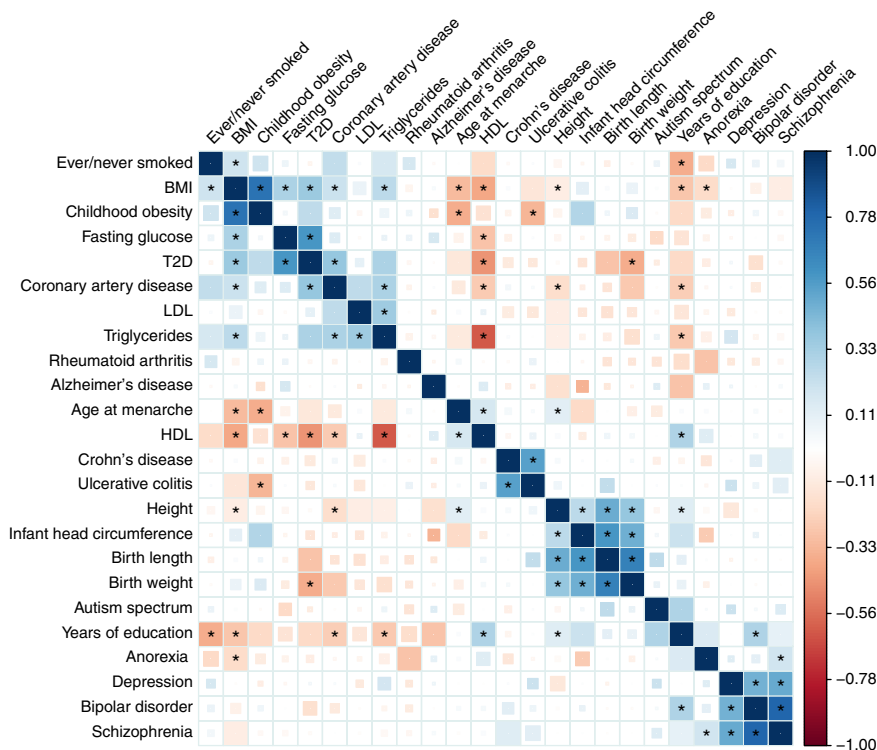 Ever/never smoked
BMI
Childhood obesity
Fasting glucose
T2D
Coronary artery disease
LDL
Triglycerides
Rheumatoid arthritis
Alzheimer's disease
Age at menarche
HDL
Crohn's disease
Ulcerative colitis
Height
Infant head circumference
Birth length
Birth weight
Autism spectrum
Years of education
Anorexia
Depression
Bipolar disorder
Schizophrenia
Ever/never smoked
BMI
Childhood obesity
Fasting glucose
T2D
Coronary artery disease
LDL
Triglycerides
Rheumatoid arthritis
Alzheimer's disease
Age at menarche
HDL
Crohn's disease
Ulcerative colitis
Height
Infant head circumference
Birth length
Birth weight
Autism spectrum
Years of education
Anorexia
Depression
Bipolar disorder
Schizophrenia
1.00
0.78
0.56
0.33
0.11
−0.11
−0.33
−0.56
−0.78
−1.00